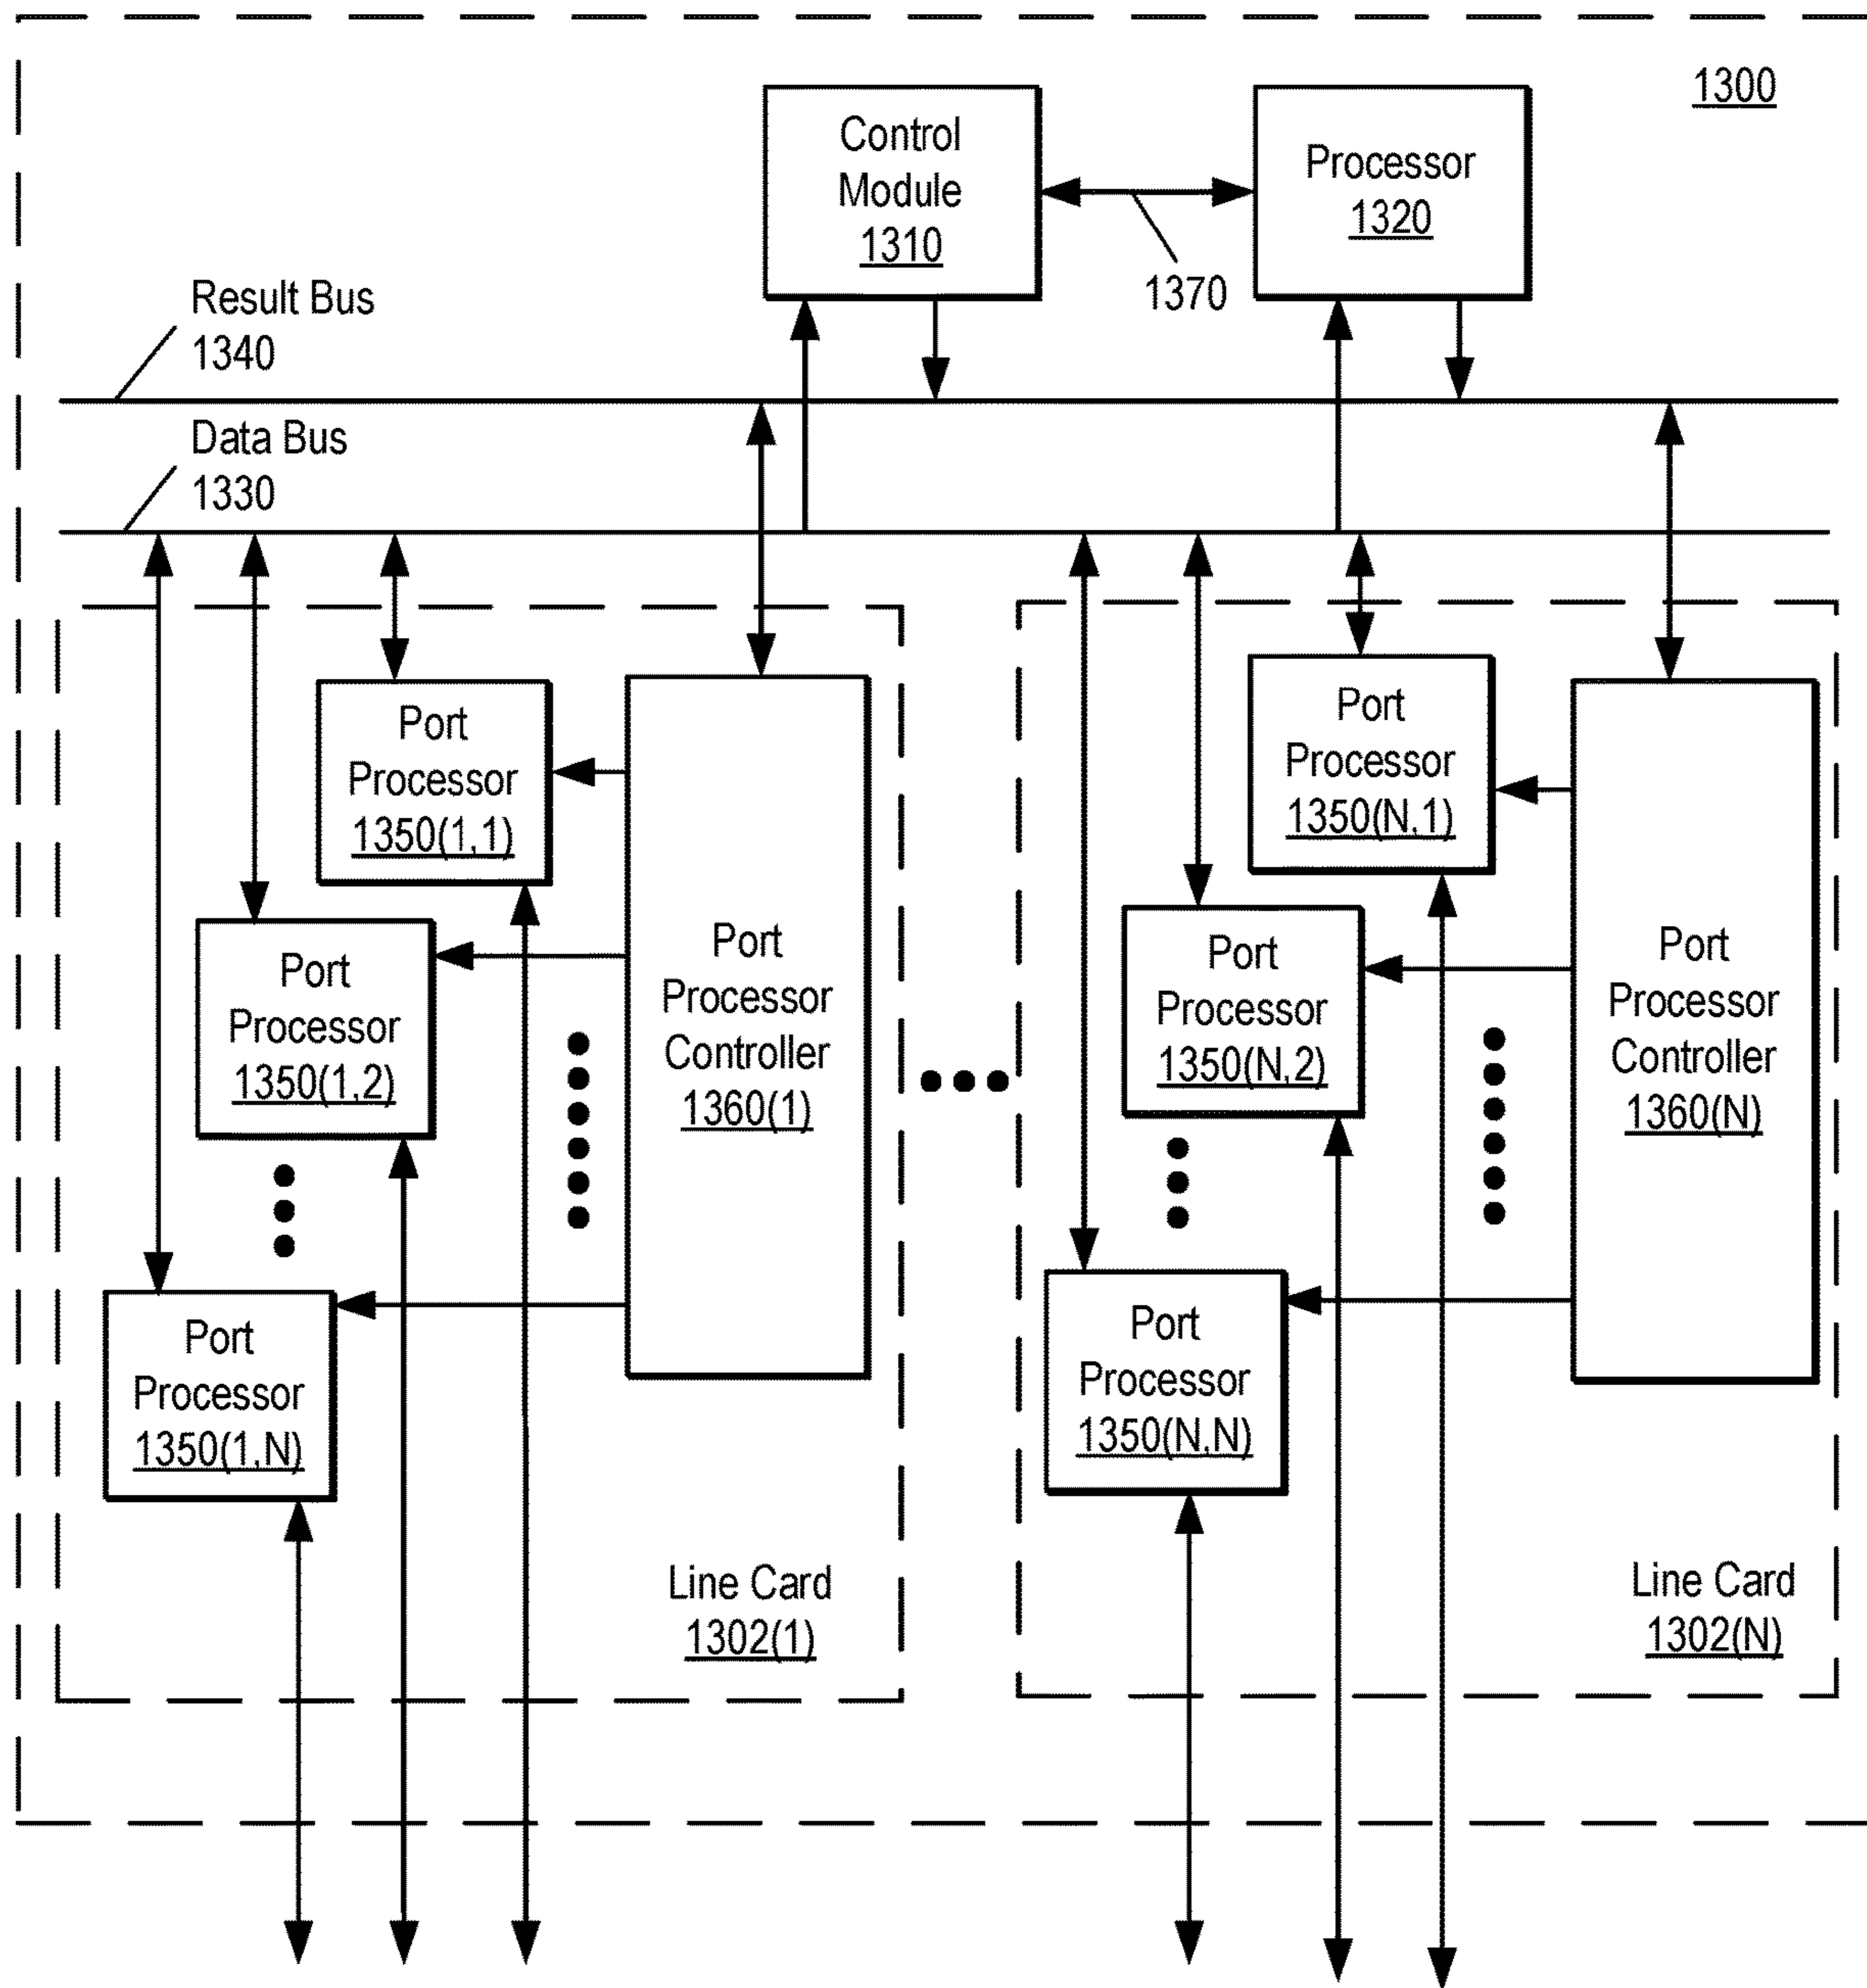 1300
Control
Module
1310
Processor
1320
1370
Result Bus
1340
Data Bus
1330
Port
Processor
1350(1,1)
Port
Processor
1350(1,2)
Port
Processor
1350(1,N)
Port
Processor
Controller
1360(1)
Line Card
1302(1)
Port
Processor
1350(N,1)
Port
Processor
1350(N,2)
Port
Processor
1350(N,N)
Port
Processor
Controller
1360(N)
Line Card
1302(N)